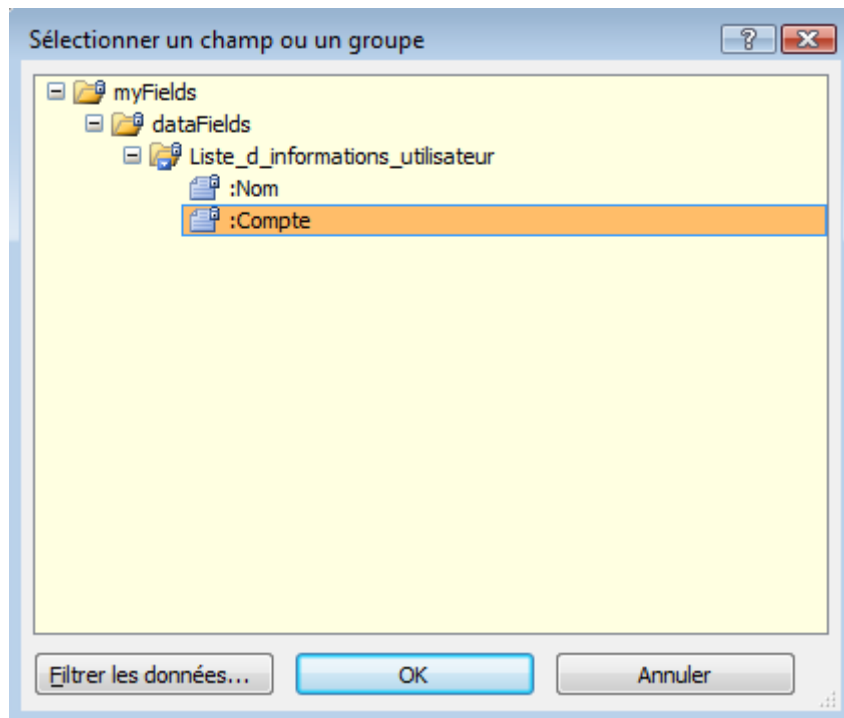 Sélectionner un champ ou un groupe
myFields
dataFields
Liste_d_informations_utilisateur
:Nom
:Compte
Filtrer les données...
OK
Annuler